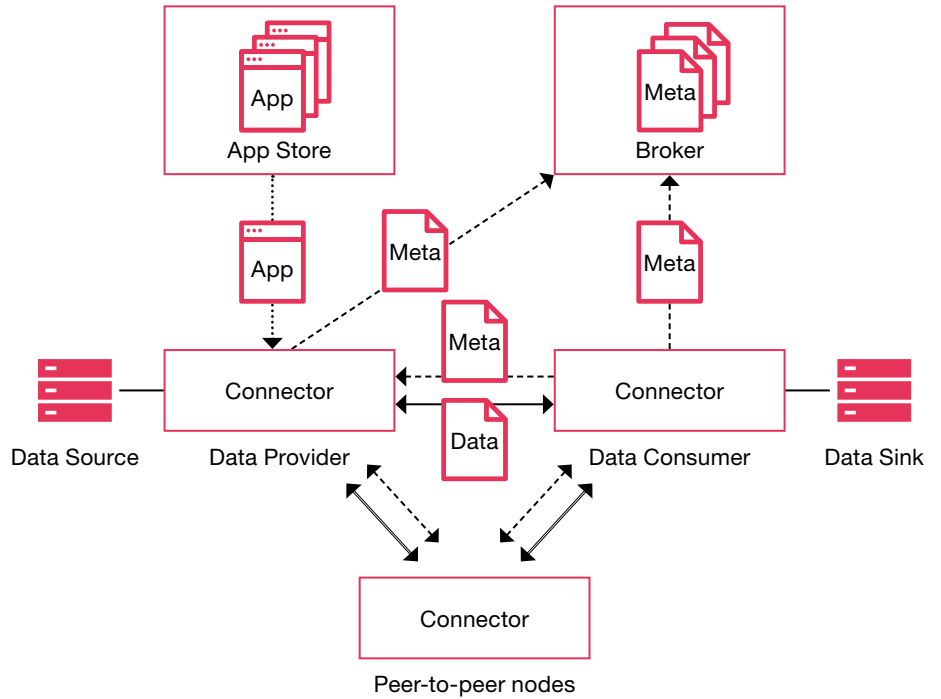 App
App Store
Meta
Broker
App
Meta
Meta
Meta
Connector
Connector
Data
Data Source
Data Provider
Data Consumer
Data Sink
Connector
Peer-to-peer nodes